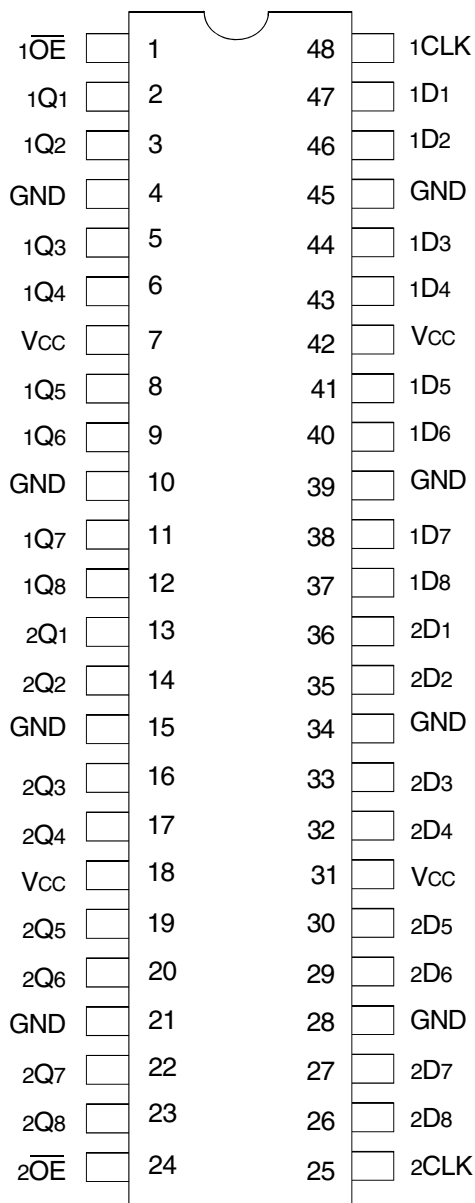 1O̅E̅ 1 48 1CLK
1Q1 2 47 1D1
1Q2 3 46 1D2
GND 4 45 GND
1Q3 5 44 1D3
1Q4 6 43 1D4
VCC 7 42 VCC
1Q5 8 41 1D5
1Q6 9 40 1D6
GND 10 39 GND
1Q7 11 38 1D7
1Q8 12 37 1D8
2Q1 13 36 2D1
2Q2 14 35 2D2
GND 15 34 GND
2Q3 16 33 2D3
2Q4 17 32 2D4
VCC 18 31 VCC
2Q5 19 30 2D5
2Q6 20 29 2D6
GND 21 28 GND
2Q7 22 27 2D7
2Q8 23 26 2D8
2O̅E̅ 24 25 2CLK